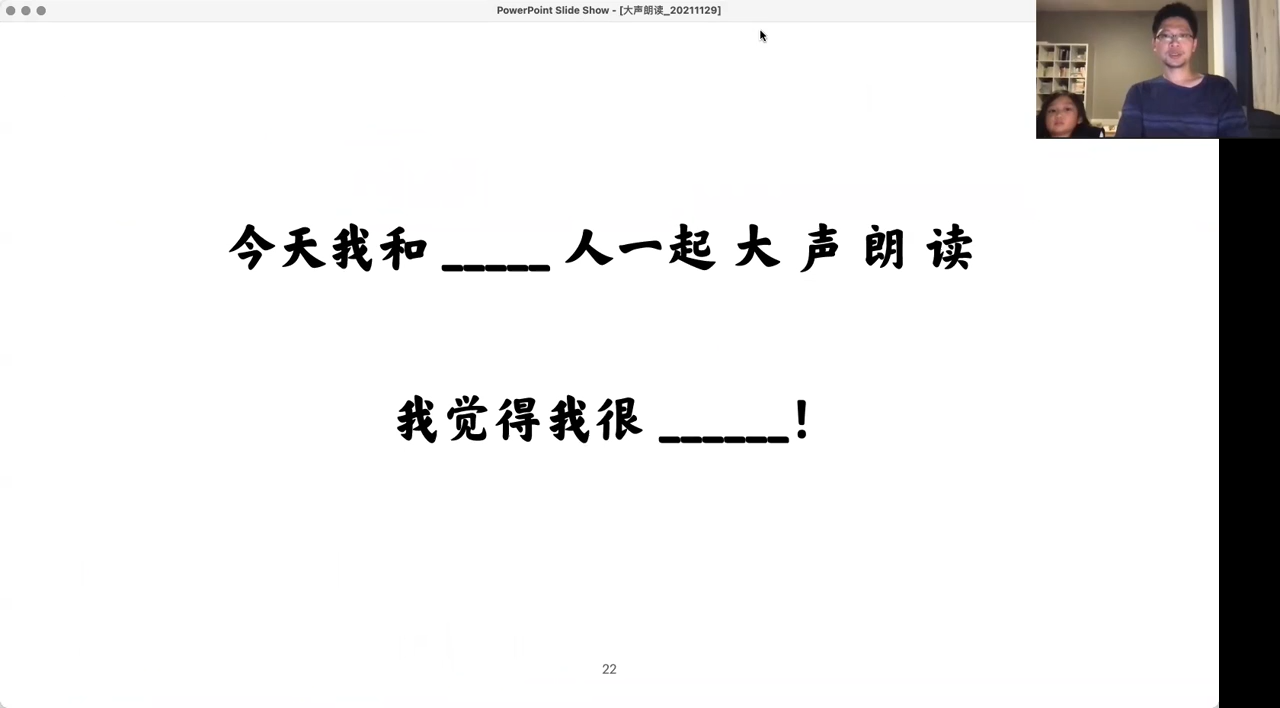 PowerPoint Slide Show - [大声朗读_20211129]
今天我和 _____ 人一起 大 声 朗 读
我觉得我很 ______!
22